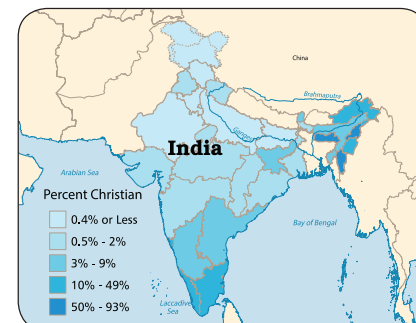 China
Brahmaputra
Ganges
India
Arabian Sea
Percent Christian
0.4% or Less
0.5% - 2%
3% - 9%
10% - 49%
50% - 93%
Bay of Bengal
Laccadive
Sea